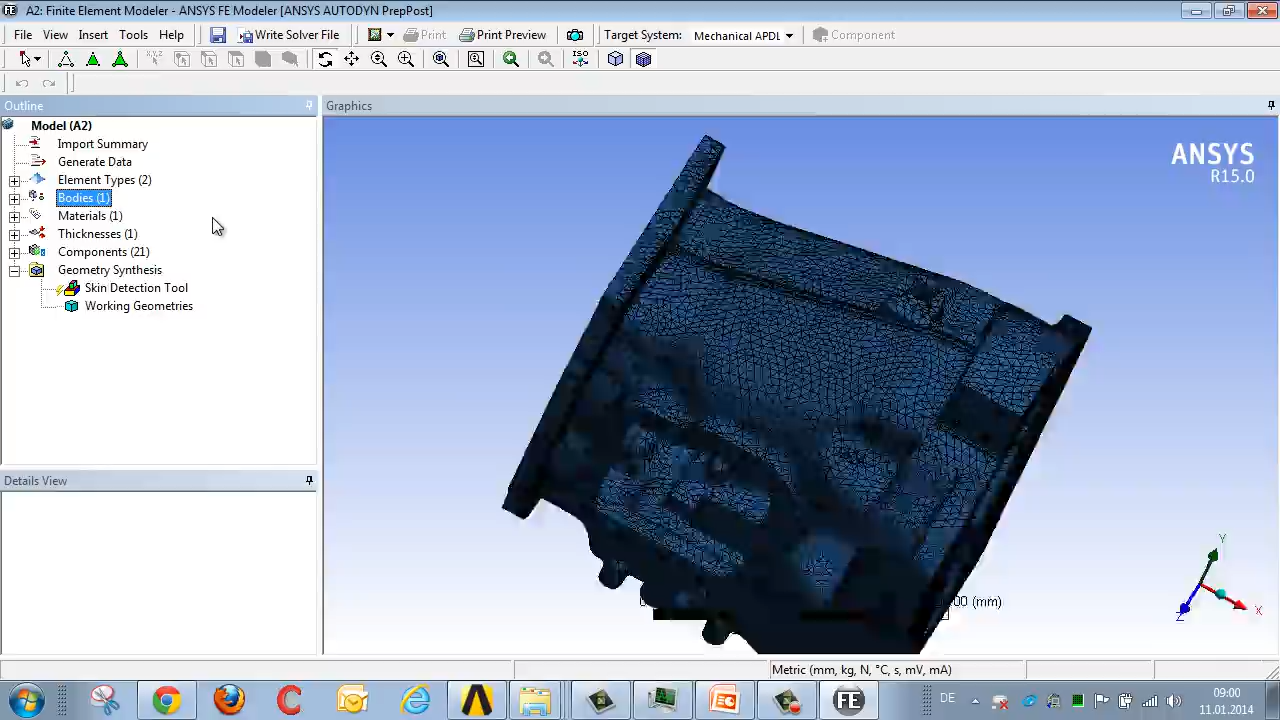 A2: Finite Element Modeler - ANSYS FE Modeler [ANSYS AUTODYN PrepPost]
File View Insert Tools Help Write Solver File Print Print Preview Target System: Mechanical APDL Component
Outline
Graphics
Model (A2)
Import Summary
Generate Data
Element Types (2)
Bodies (1)
Materials (1)
Thicknesses (1)
Components (21)
Geometry Synthesis
Skin Detection Tool
Working Geometries
ANSYS
R15.0
Details View
Y
X
Z
00 (mm)
Metric (mm, kg, N, °C, s, mV, mA)
FE
DE
09:00
11.01.2014